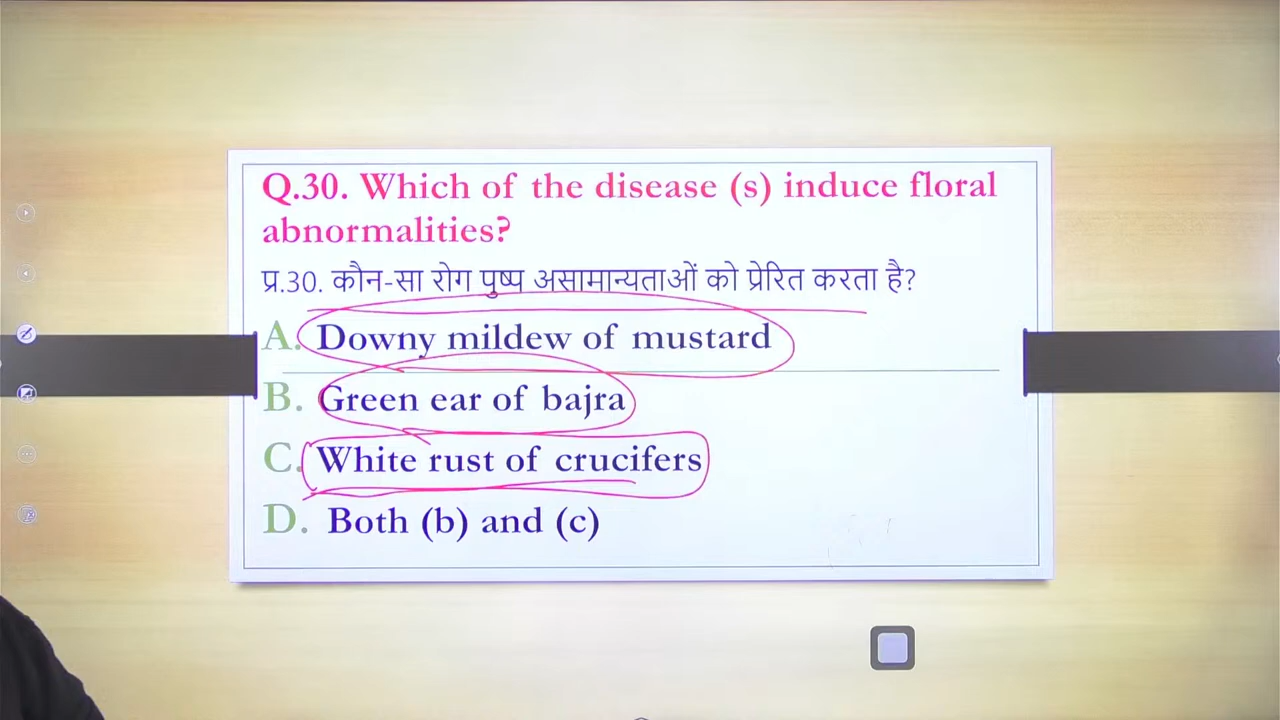 Q.30. Which of the disease (s) induce floral
abnormalities?
प्र.30. कौन-सा रोग पुष्प असामान्यताओं को प्रेरित करता है?
A. Downy mildew of mustard
B. Green ear of bajra
C. White rust of crucifers
D. Both (b) and (c)